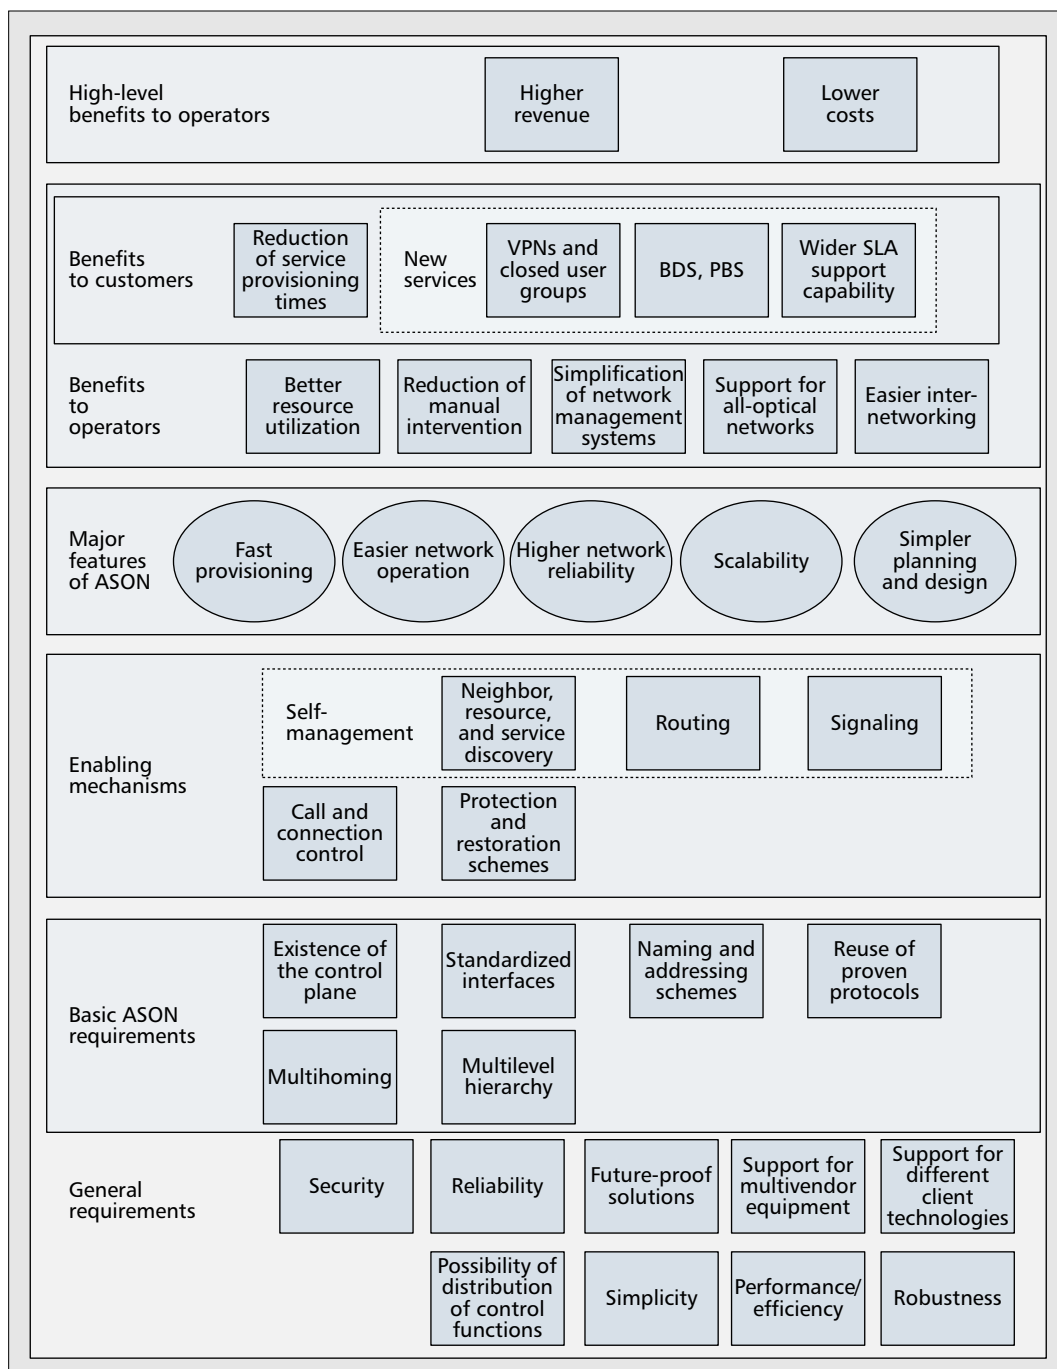 High-level
benefits to operators
Higher
revenue
Lower
costs
Benefits
to customers
Reduction
of service
provisioning
times
New
services
VPNs and
closed user
groups
BDS, PBS
Wider SLA
support
capability
Benefits
to
operators
Better
resource
utilization
Reduction of
manual
intervention
Simplification
of network
management
systems
Support for
all-optical
networks
Easier inter-
networking
Major
features
of ASON
Fast
provisioning
Easier network
operation
Higher network
reliability
Scalability
Simpler
planning
and design
Enabling
mechanisms
Self-
management
Neighbor,
resource,
and service
discovery
Routing
Signaling
Call and
connection
control
Protection
and
restoration
schemes
Basic ASON
requirements
Existence of
the control
plane
Standardized
interfaces
Naming and
addressing
schemes
Reuse of
proven
protocols
Multihoming
Multilevel
hierarchy
General
requirements
Security
Reliability
Future-proof
solutions
Support for
multivendor
equipment
Support for
different
client
technologies
Possibility of
distribution
of control
functions
Simplicity
Performance/
efficiency
Robustness